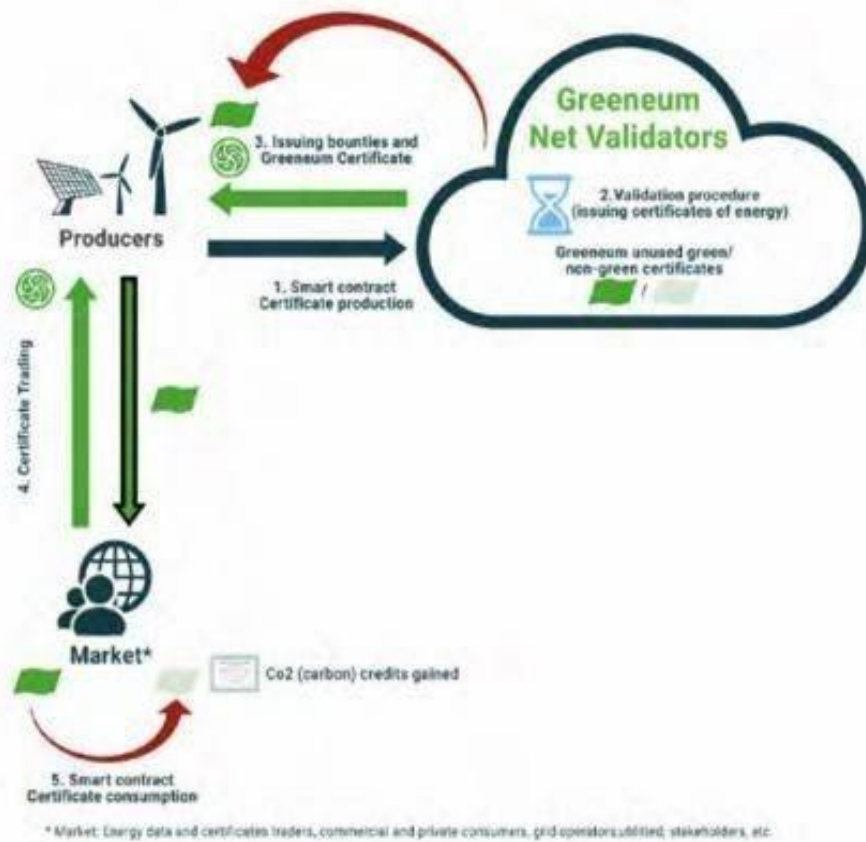 Greeneum
Net Validators
3. Issuing bounties and
Greeneum Certificate
2.Validation procedure
(issuing certificates of energy)
Producers
Greeneum unused green/
non-green certificates
/
1. Smart contract
Certificate production
4. Certificate Trading
Market*
Co2 (carbon) credits gained
5. Smart contract
Certificate consumption
* Market: Energy data and certificates traders, commercial and private consumers, grid operators,utilitied, stakeholders, etc.